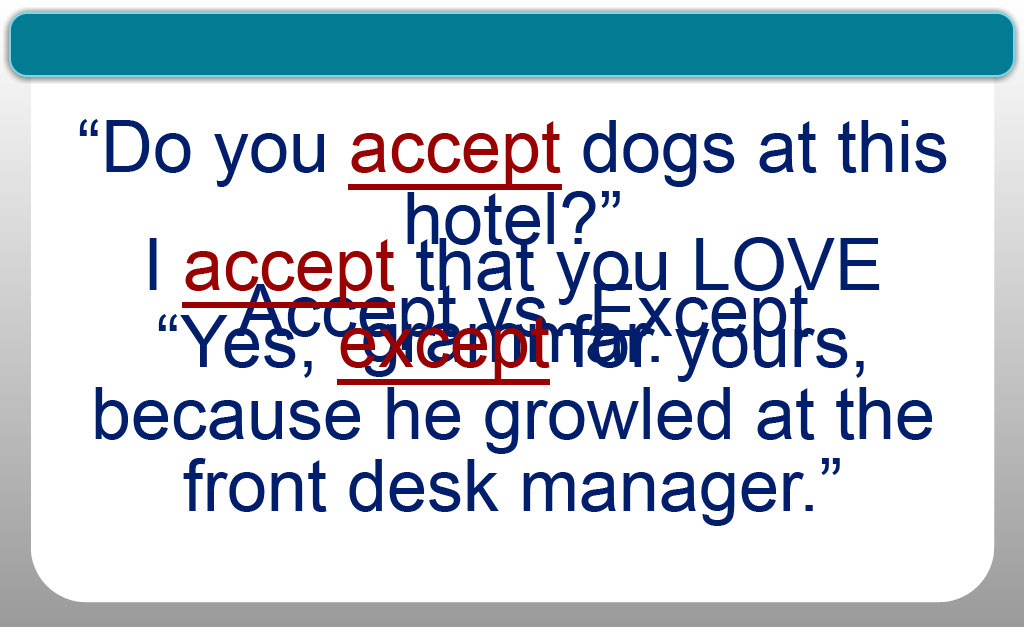 “Do you accept dogs at this
hotel?”
I accept that you LOVE
grammar.
Accept vs. Except
“Yes, except for yours,
because he growled at the
front desk manager.”